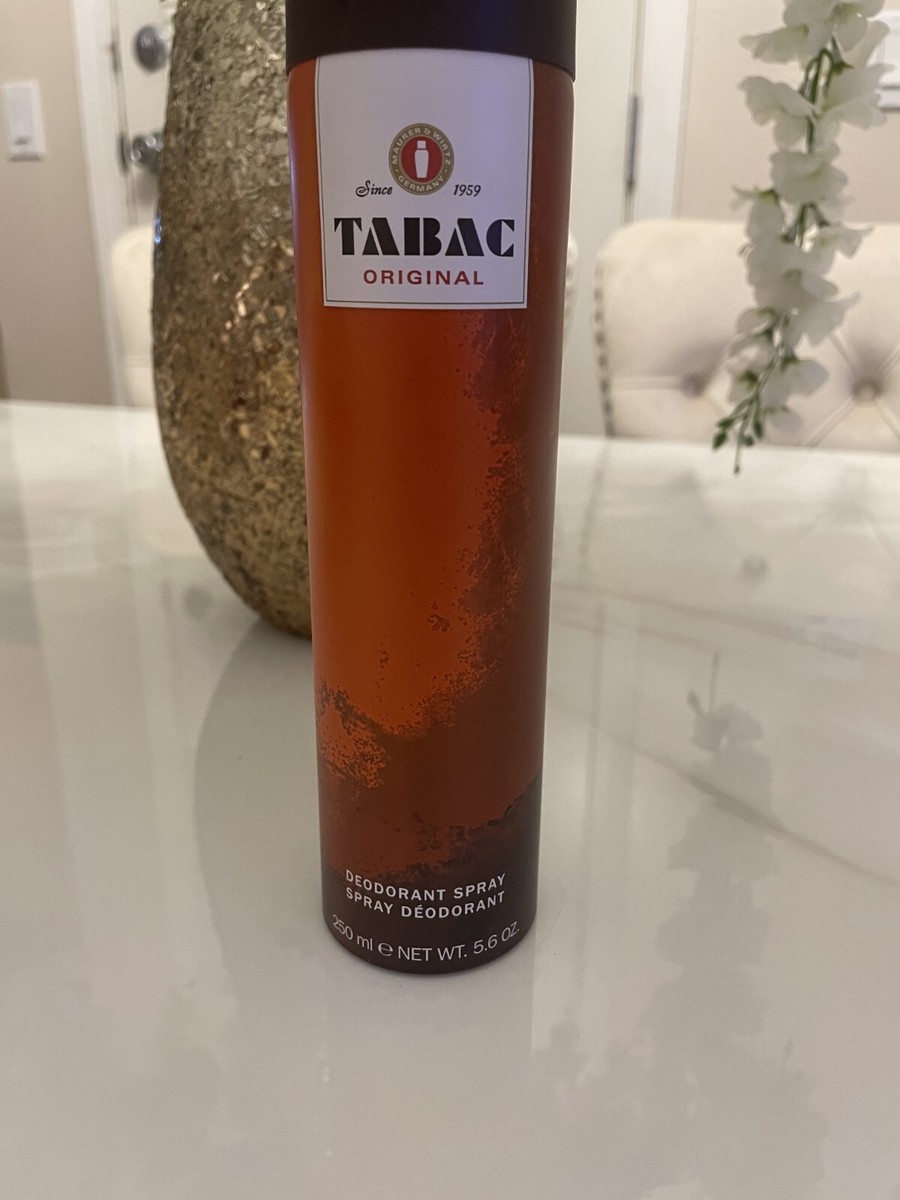 MAURER & WIRTZ
GERMANY
Since 1959
TABAC
ORIGINAL
DEODORANT SPRAY
SPRAY DÉODORANT
250 ml ℮ NET WT. 5.6 OZ.